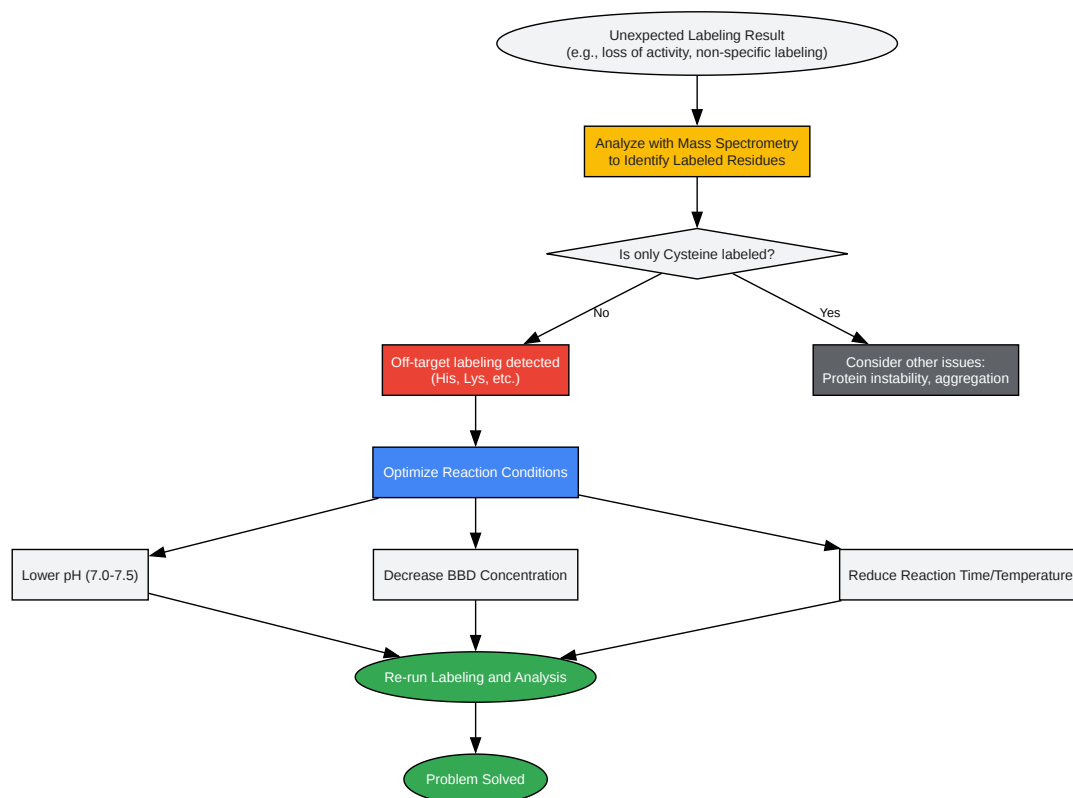 Unexpected Labeling Result
(e.g., loss of activity, non-specific labeling)
Analyze with Mass Spectrometry
to Identify Labeled Residues
Is only Cysteine labeled?
No
Yes
Off-target labeling detected
(His, Lys, etc.)
Consider other issues:
Protein instability, aggregation
Optimize Reaction Conditions
Lower pH (7.0-7.5)
Decrease BBD Concentration
Reduce Reaction Time/Temperature
Re-run Labeling and Analysis
Problem Solved